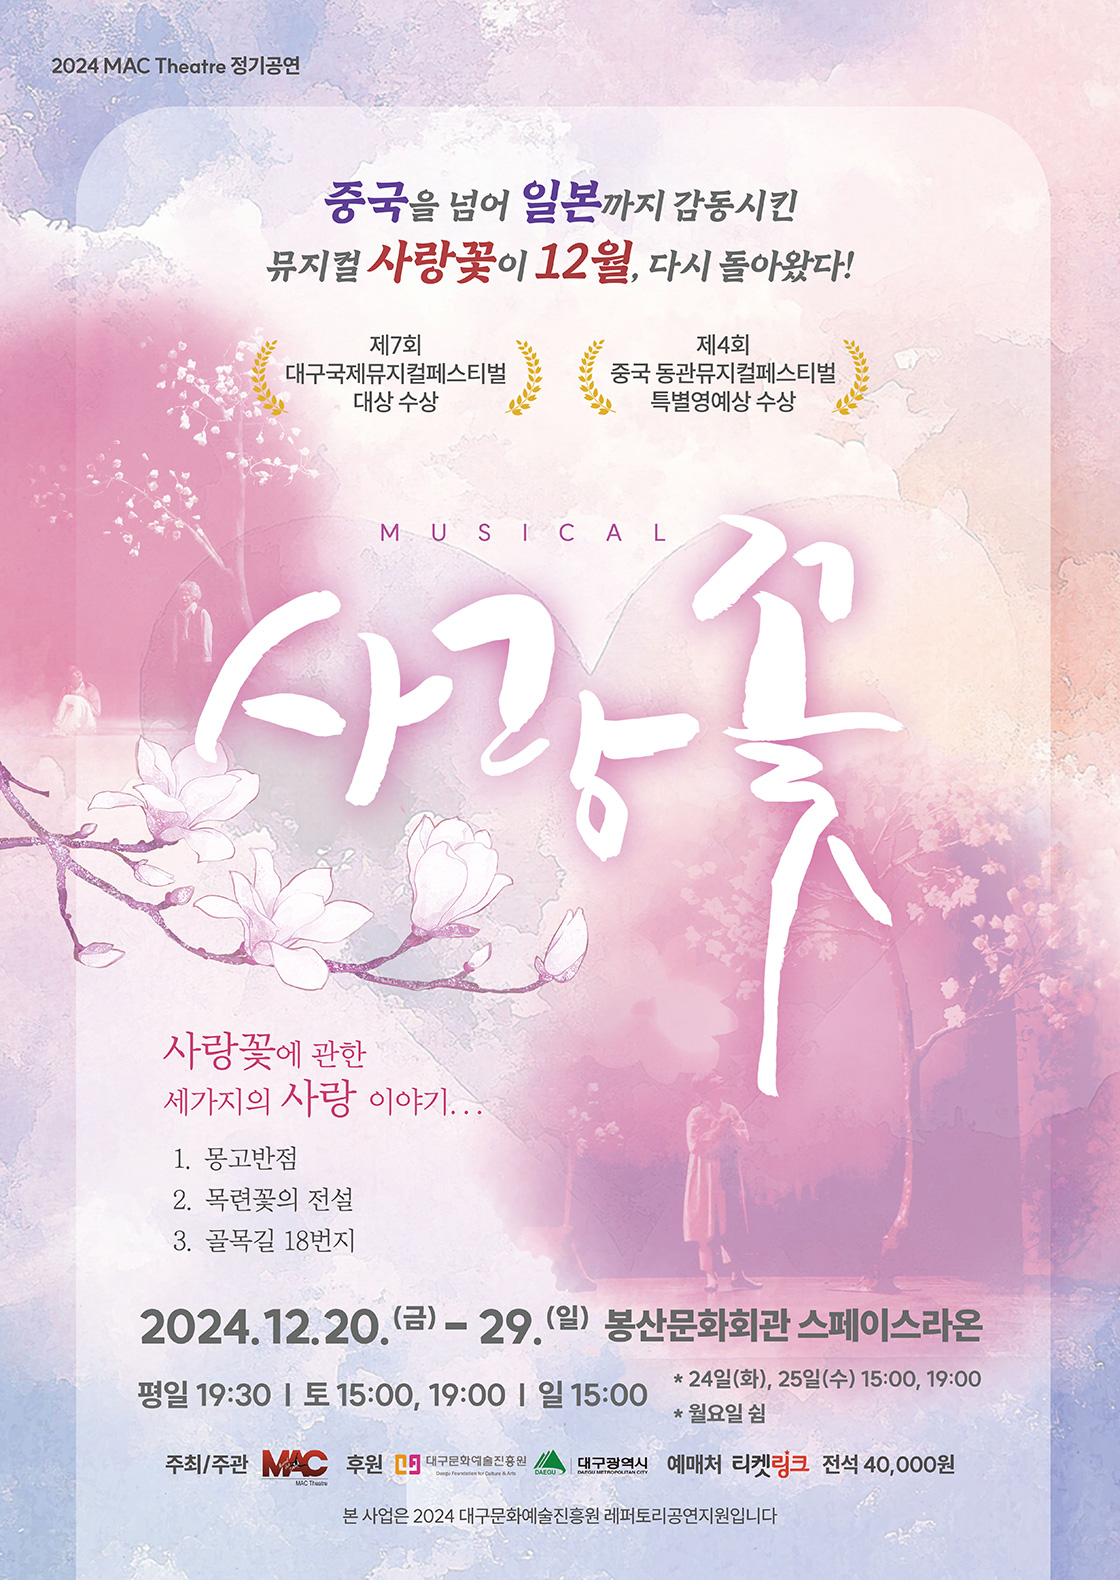 2024 MAC Theatre 정기공연
중국을 넘어 일본까지 감동시킨
뮤지컬 사랑꽃이 12월, 다시 돌아왔다!
제7회
대구국제뮤지컬페스티벌
대상 수상
제4회
중국 동관뮤지컬페스티벌
특별영예상 수상
MUSICAL
사랑꽃
사랑꽃에 관한
세가지의 사랑 이야기...
1. 몽고반점
2. 목련꽃의 전설
3. 골목길 18번지
2024.12.20.(금) – 29.(일) 봉산문화회관 스페이스라온
평일 19:30 | 토 15:00, 19:00 | 일 15:00
* 24일(화), 25일(수) 15:00, 19:00
* 월요일 쉼
주최/주관 MAC MAC Theatre 후원 대구문화예술진흥원 Daegu Foundation for Culture & Arts DAEGU 대구광역시 DAEGU METROPOLITAN CITY 예매처 티켓링크 전석 40,000원
본 사업은 2024 대구문화예술진흥원 레퍼토리공연지원입니다